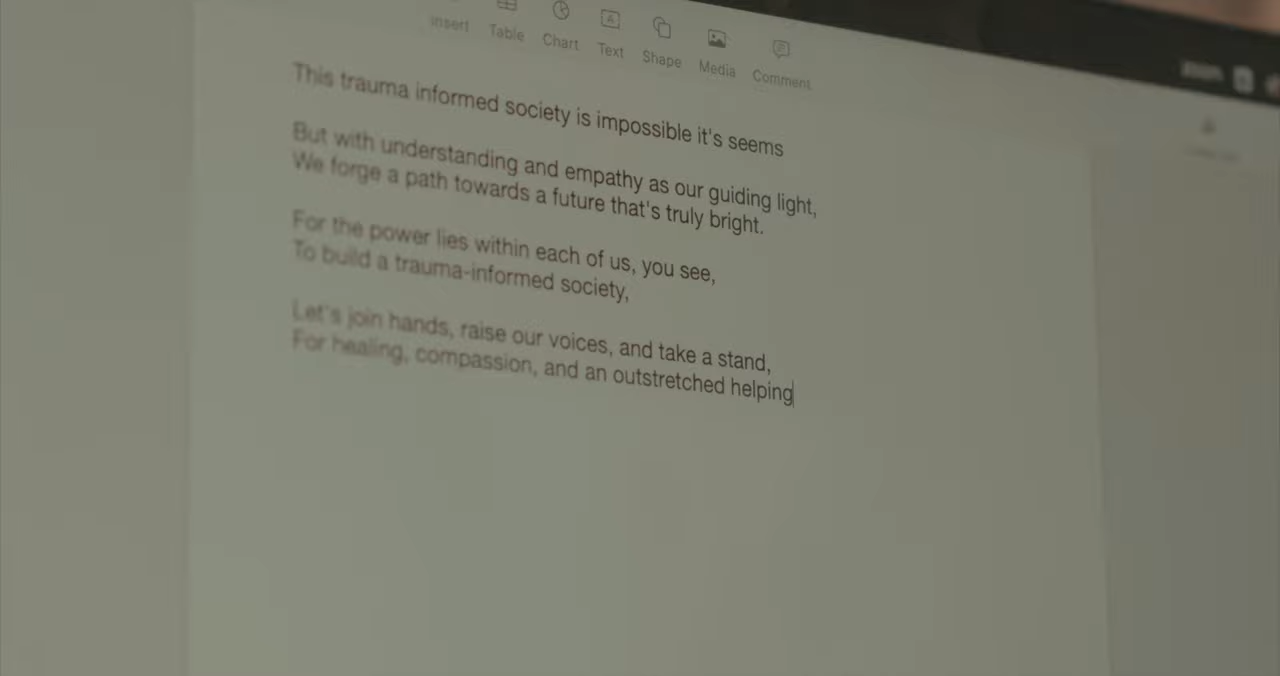 Insert Table Chart Text Shape Media Comment
This trauma informed society is impossible it's seems
But with understanding and empathy as our guiding light,
We forge a path towards a future that's truly bright.
For the power lies within each of us, you see,
To build a trauma-informed society,
Let's join hands, raise our voices, and take a stand,
For healing, compassion, and an outstretched helping